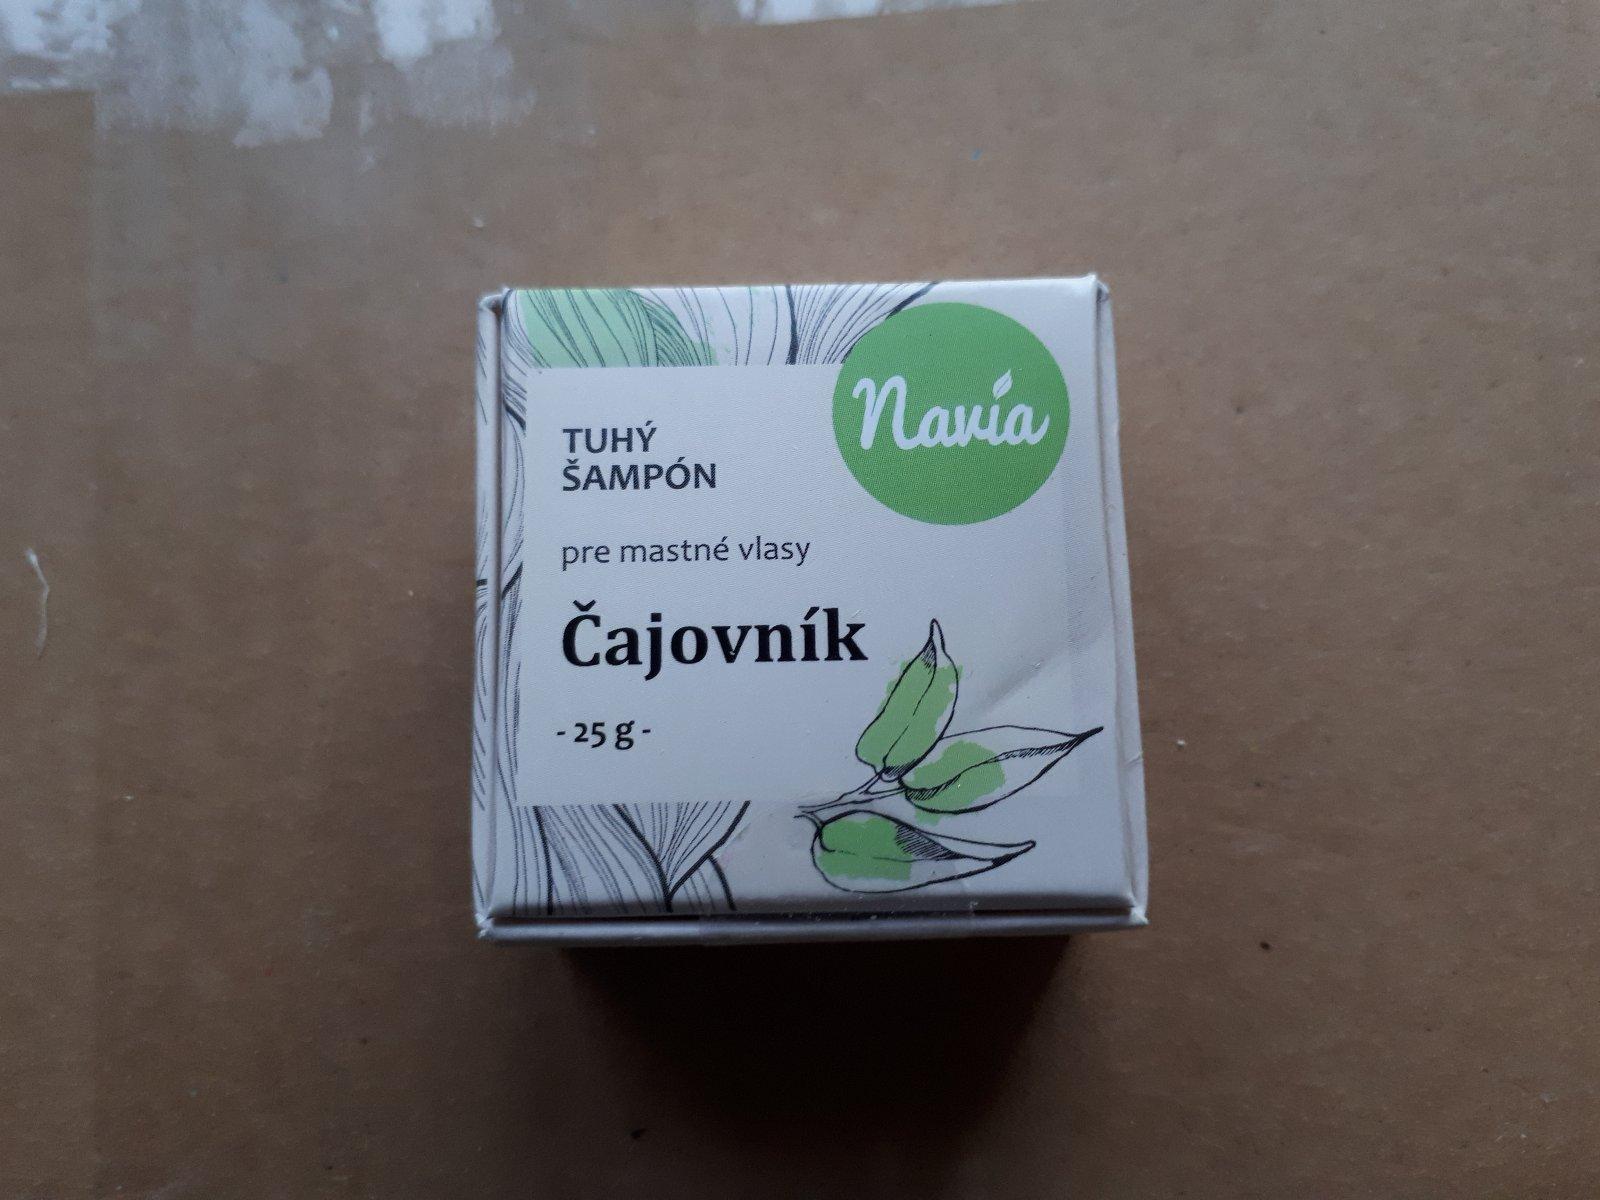 Navia
TUHÝ
ŠAMPÓN
pre mastné vlasy
Čajovník
- 25 g -